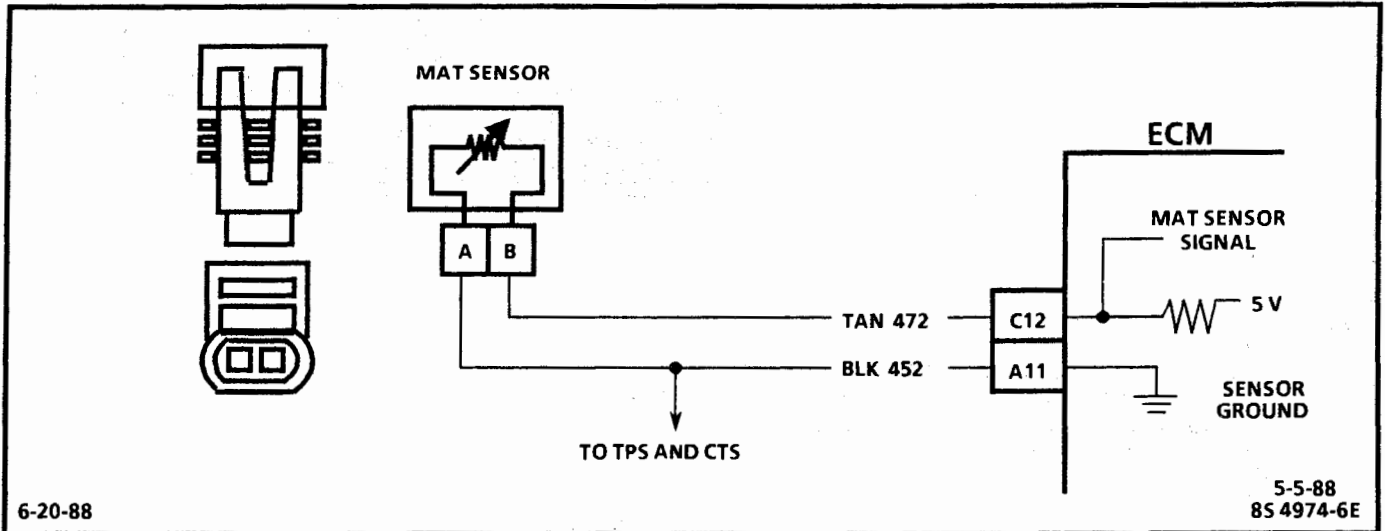 MAT SENSOR
A
B
ECM
MAT SENSOR
SIGNAL
5 V
TAN 472
C12
BLK 452
A11
SENSOR
GROUND
TO TPS AND CTS
6-20-88
5-5-88
8S 4974-6E